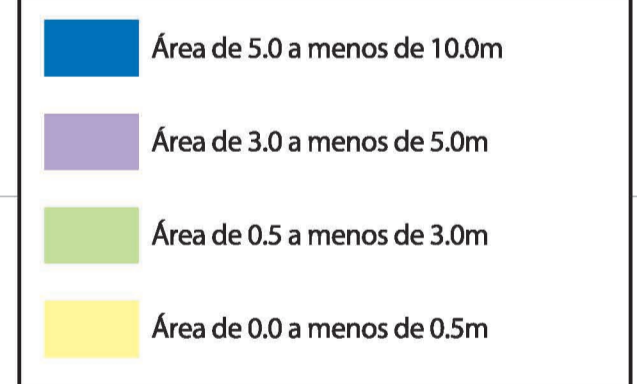 Área de 5.0 a menos de 10.0m
Área de 3.0 a menos de 5.0m
Área de 0.5 a menos de 3.0m
Área de 0.0 a menos de 0.5m